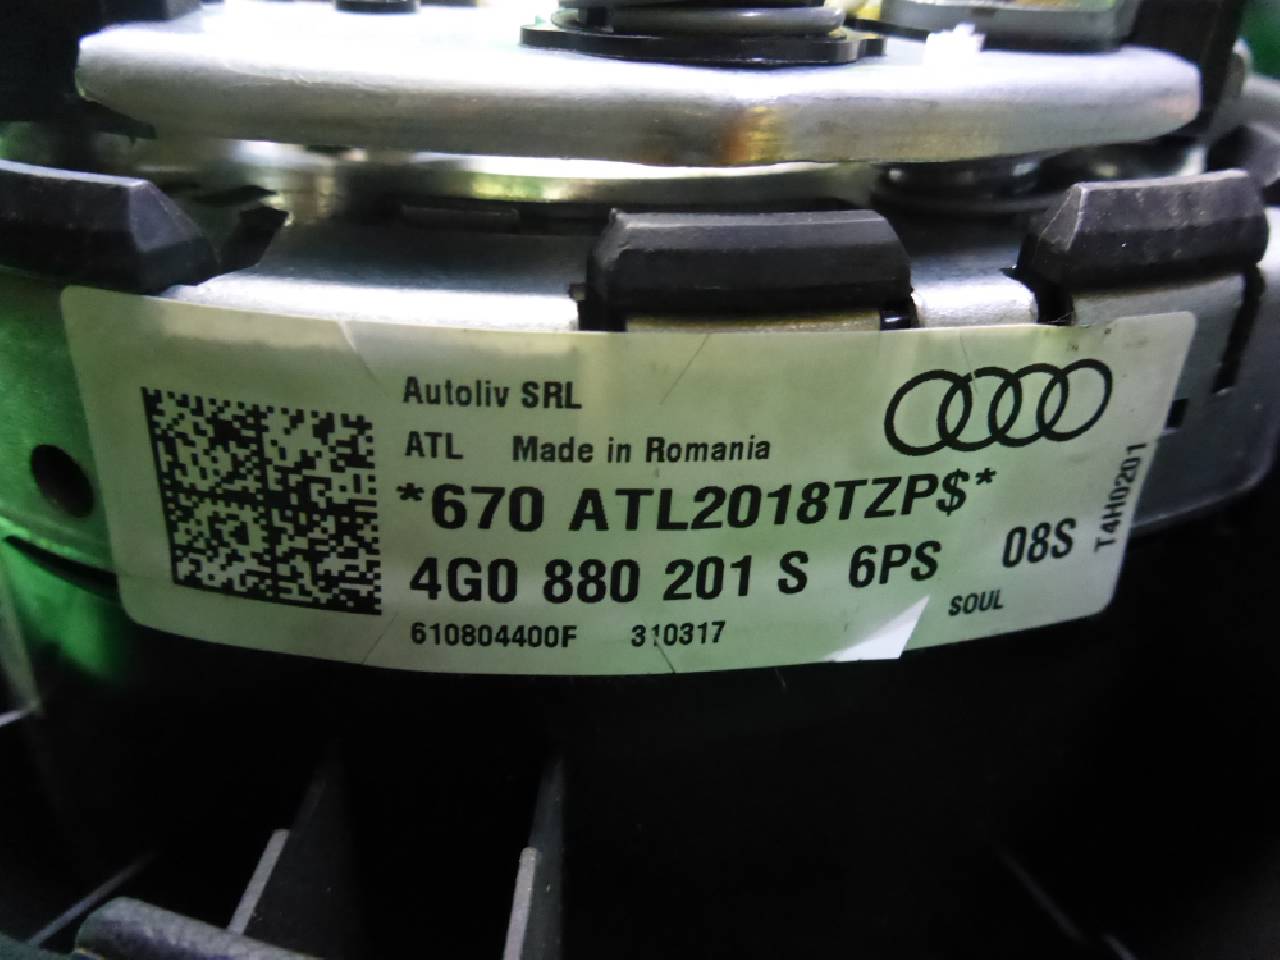 Autoliv SRL
ATL Made in Romania
*670 ATL2018TZP$*
4G0 880 201 S 6PS 08S
SOUL
610804400F 310317
T4H0201